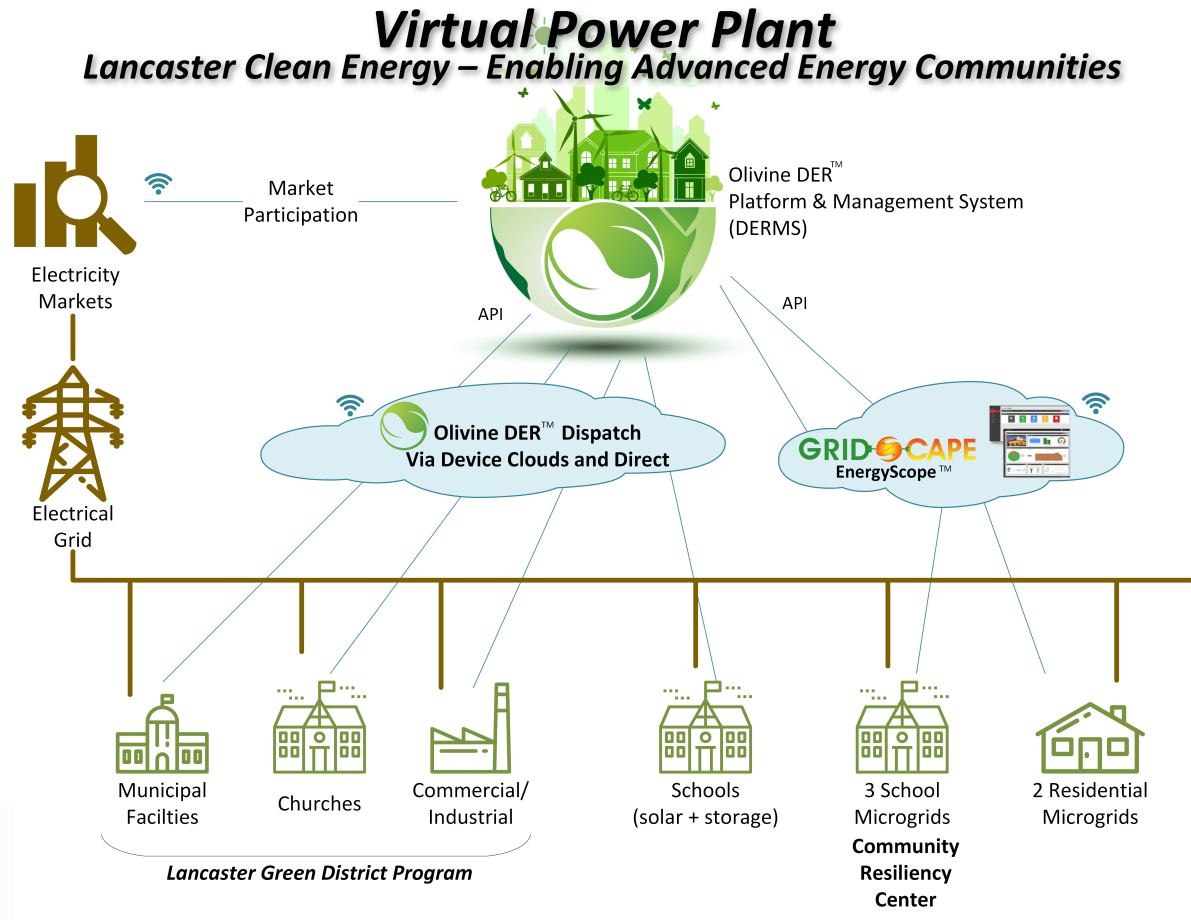 Virtual Power Plant
Lancaster Clean Energy – Enabling Advanced Energy Communities
Market
Participation
Olivine DER™
Platform & Management System
(DERMS)
Electricity
Markets
API
API
Olivine DER™ Dispatch
Via Device Clouds and Direct
GRIDSCAPE
EnergyScope™
Electrical
Grid
Municipal
Facilties
Churches
Commercial/
Industrial
Schools
(solar + storage)
3 School
Microgrids
2 Residential
Microgrids
Community
Resiliency
Center
Lancaster Green District Program